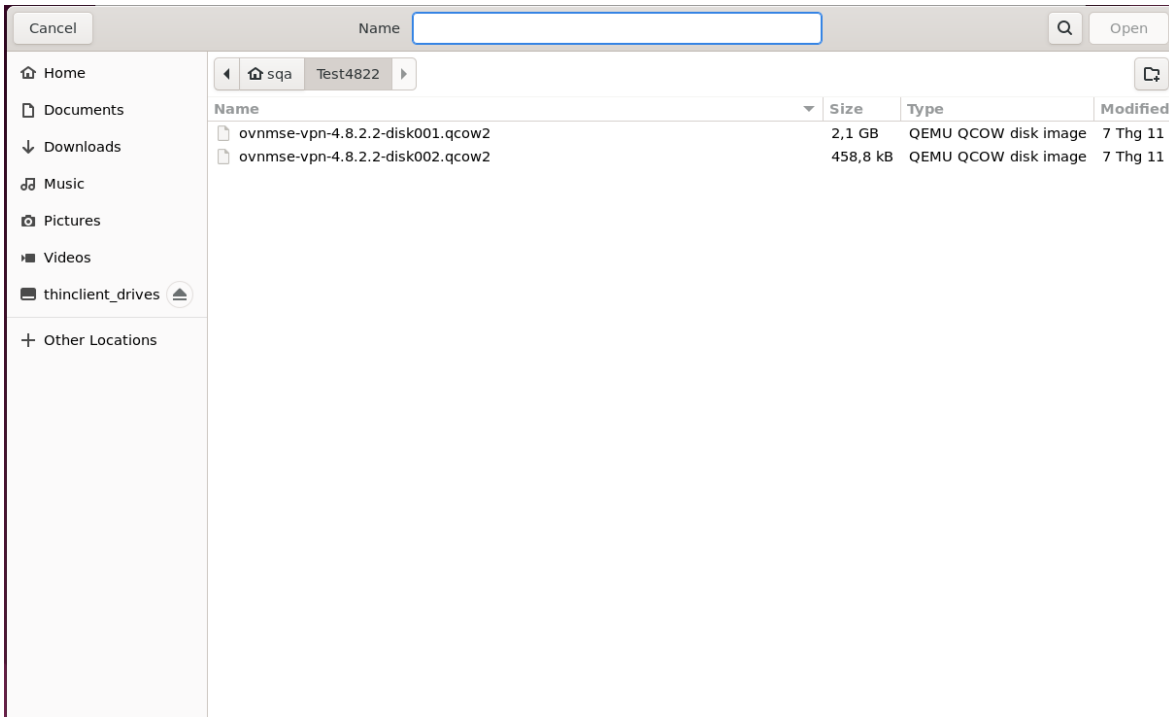 Cancel Name Open
Home
Documents
Downloads
Music
Pictures
Videos
thinclient_drives
Other Locations
sqa Test4822
Name Size Type Modified
ovnmse-vpn-4.8.2.2-disk001.qcow2 2,1 GB QEMU QCOW disk image 7 Thg 11
ovnmse-vpn-4.8.2.2-disk002.qcow2 458,8 kB QEMU QCOW disk image 7 Thg 11